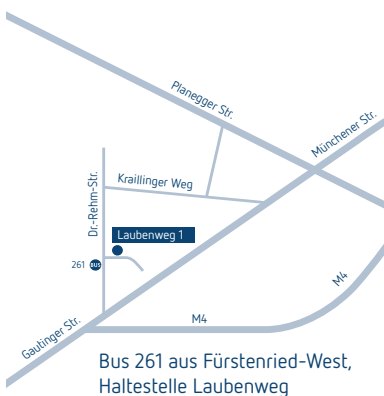 Planegger Str.
Münchener Str.
Kraillinger Weg
Dr.-Rehm-Str.
Laubenweg 1
261 BUS
M4
Gautinger Str.
M4
Bus 261 aus Fürstenried-West,
Haltestelle Laubenweg